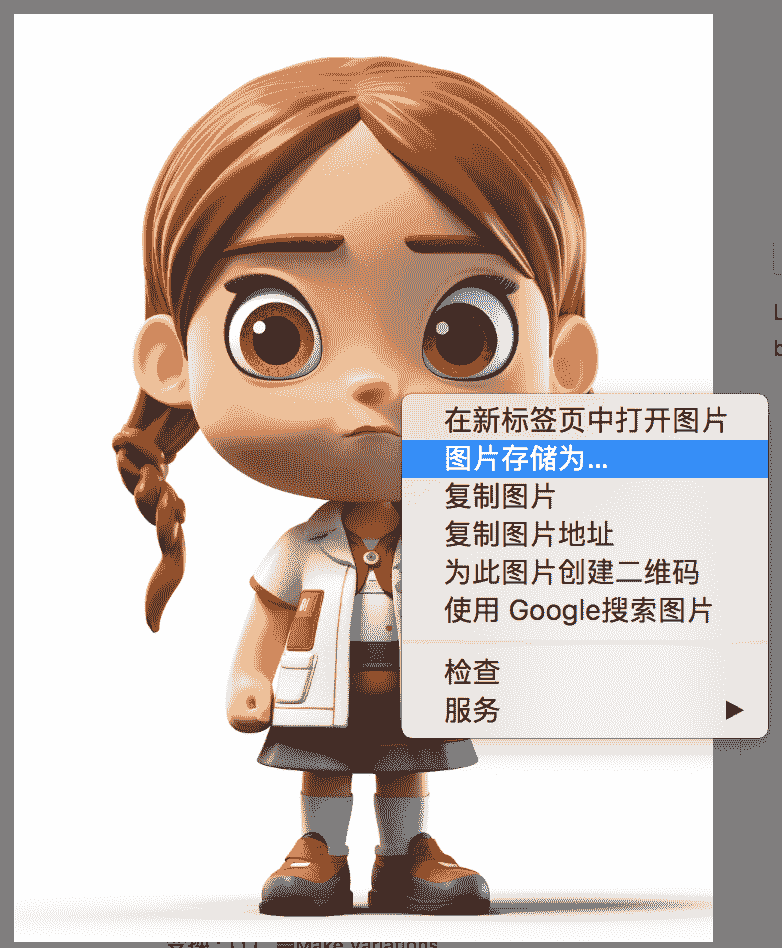 L
b
在新标签页中打开图片
图片存储为...
复制图片
复制图片地址
为此图片创建二维码
使用 Google搜索图片
检查
服务
Make Variations